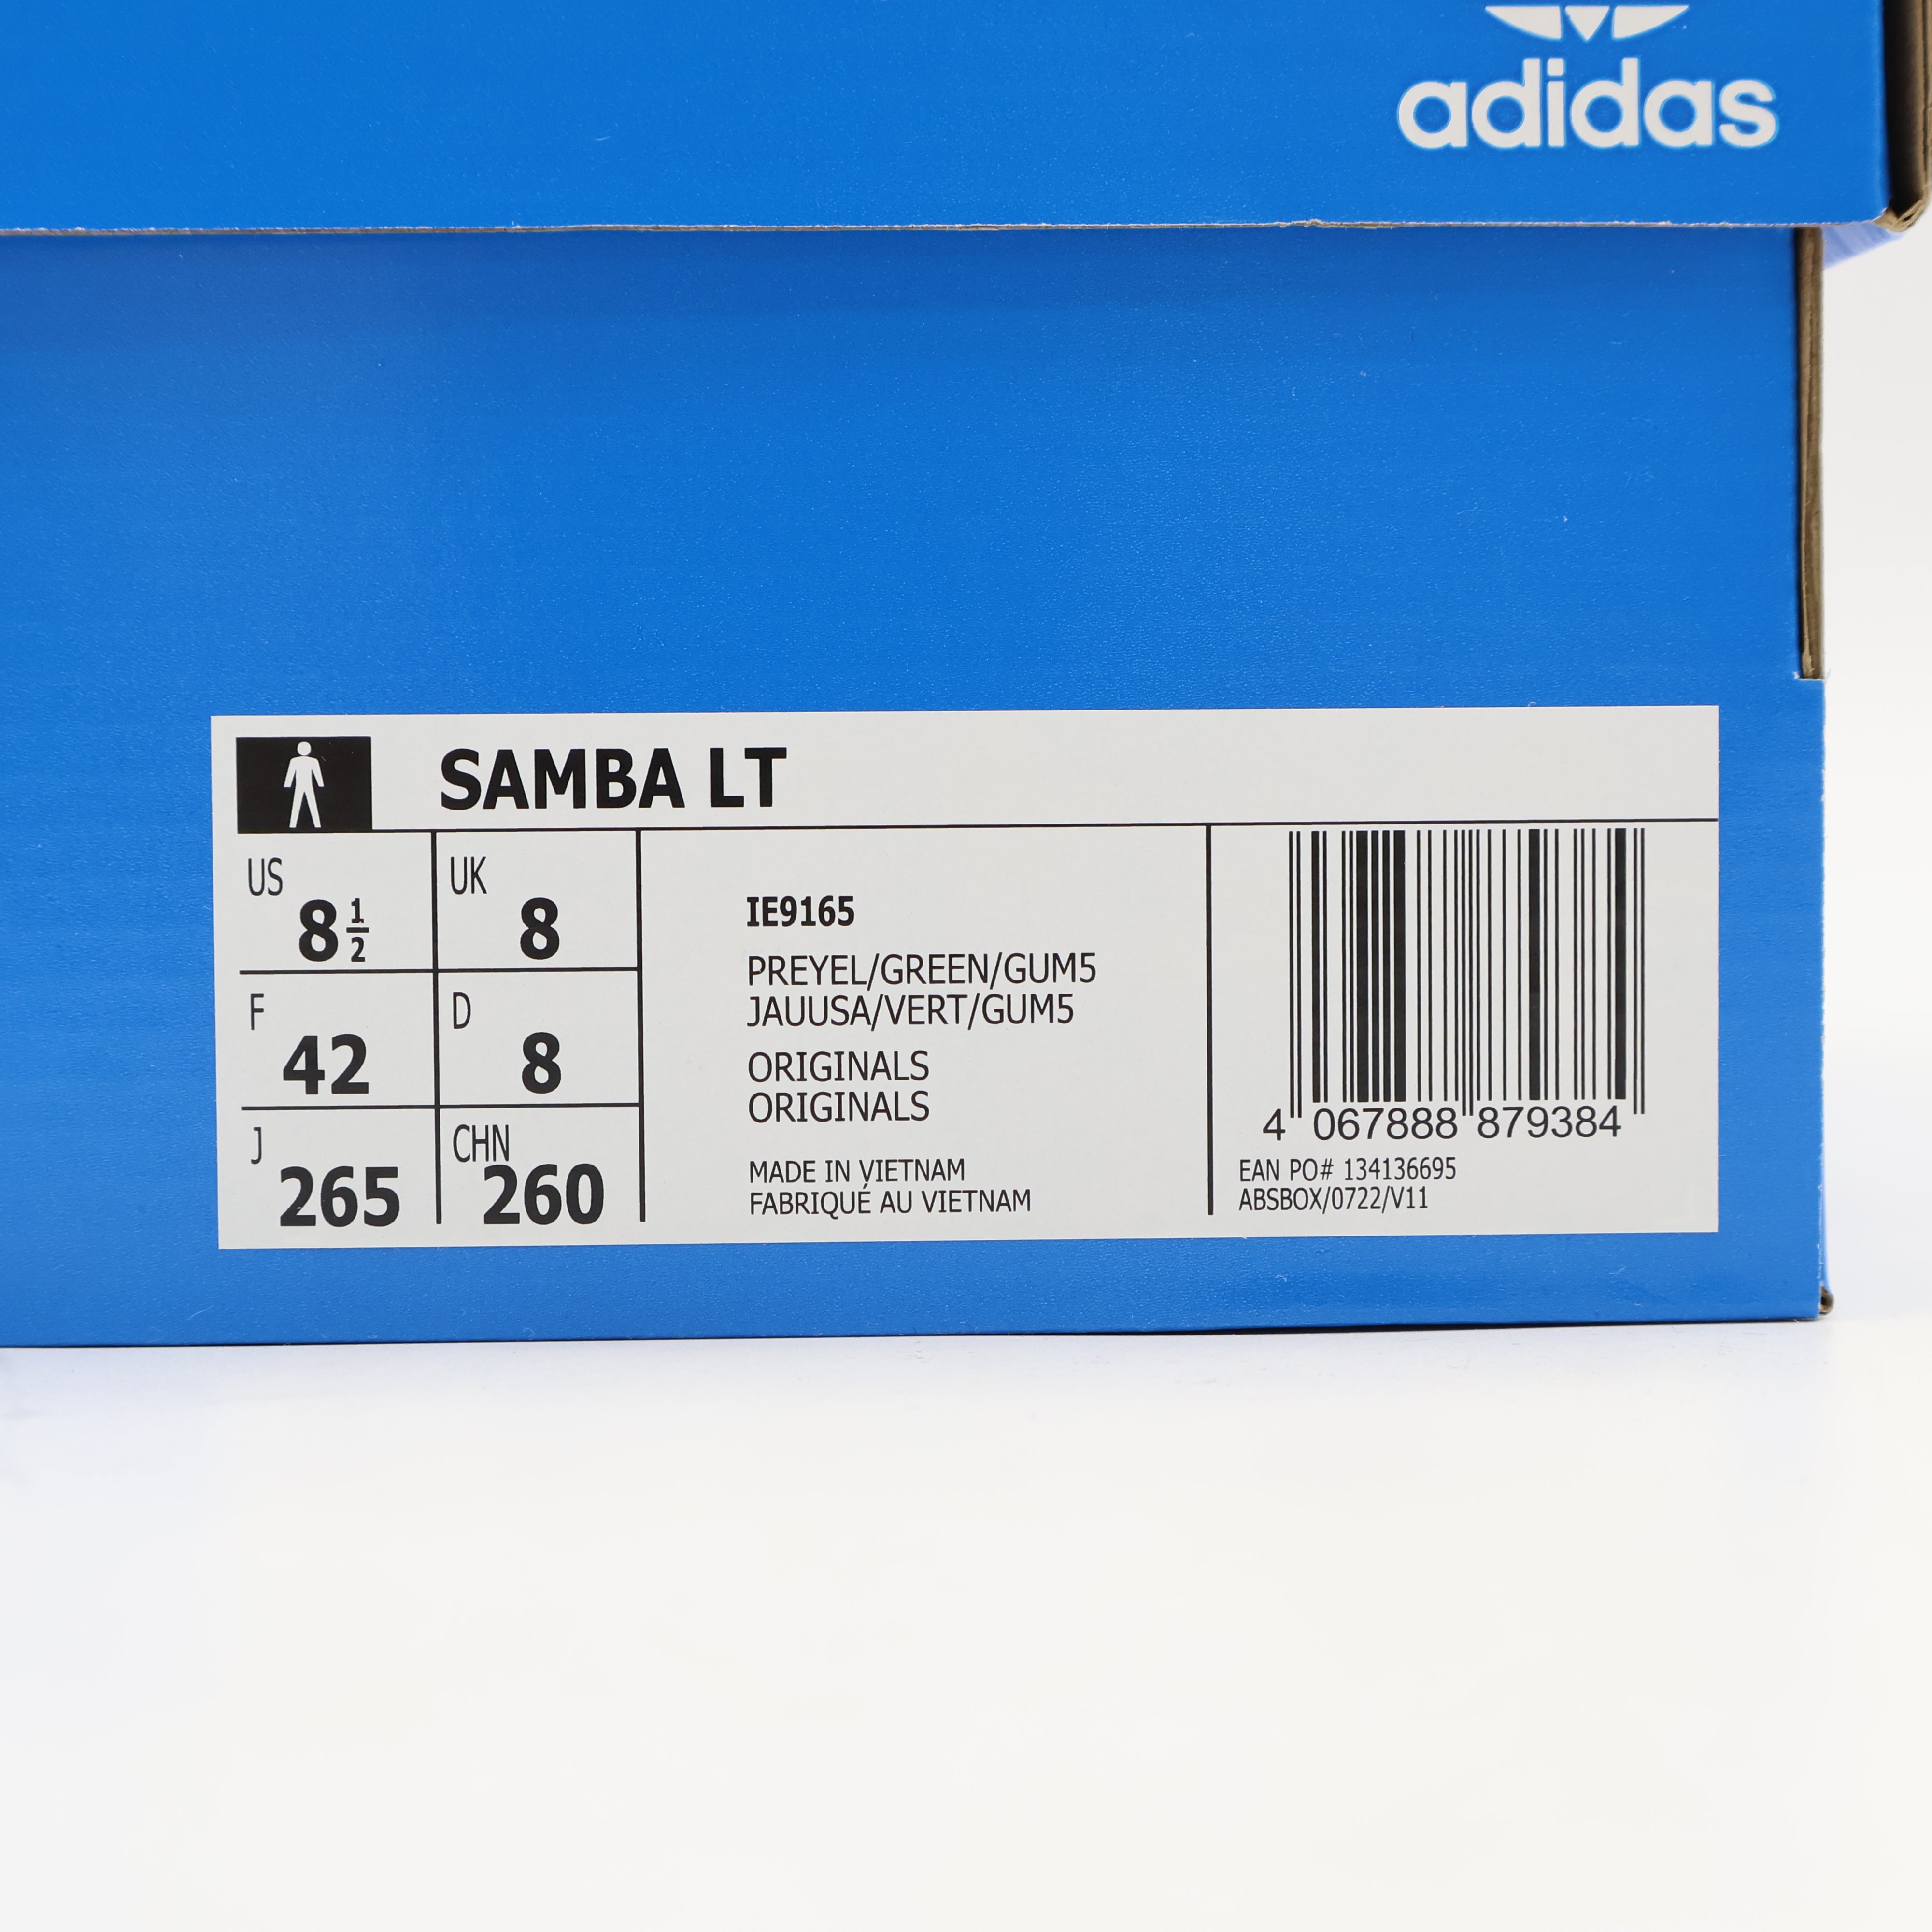 adidas
SAMBA LT
US
8 1/2
UK
8
F
42
D
8
J
265
CHN
260
IE9165
PREYEL/GREEN/GUM5
JAUUSA/VERT/GUM5
ORIGINALS
ORIGINALS
MADE IN VIETNAM
FABRIQUÉ AU VIETNAM
4 067888 879384
EAN PO# 134136695
ABSBOX/0722/V11